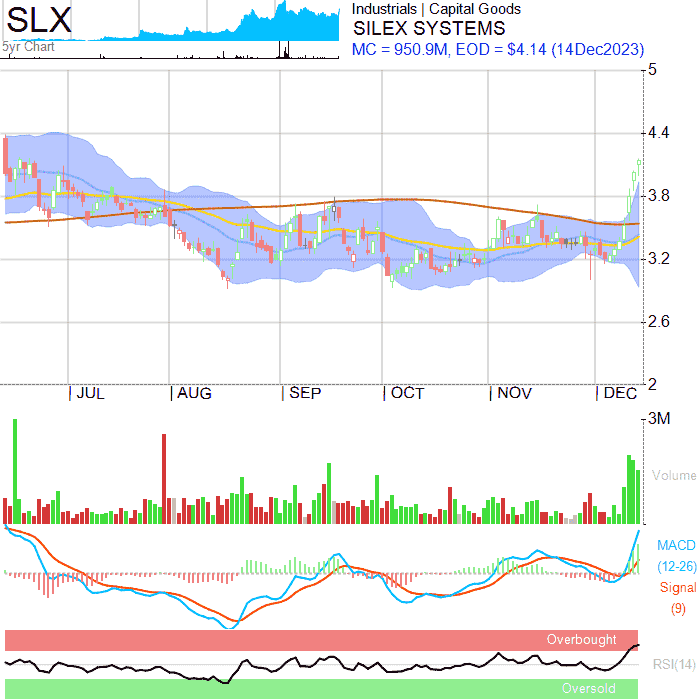 SLX
5yr Chart
Industrials | Capital Goods
SILEX SYSTEMS
MC = 950.9M, EOD = $4.14 (14Dec2023)
5
4.4
3.8
3.2
2.6
2
JUL AUG SEP OCT NOV DEC
3M
Volume
MACD
(12-26)
Signal
(9)
Overbought
RSI(14)
Oversold